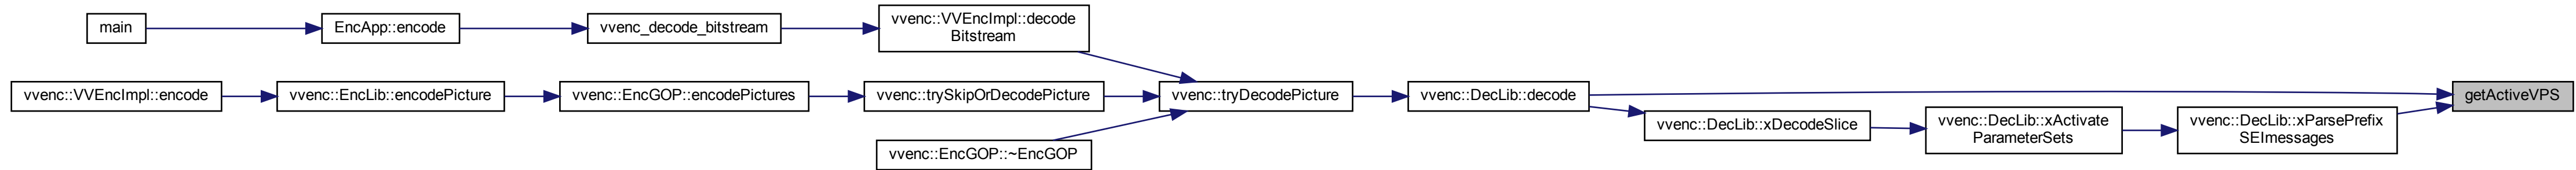 main
EncApp::encode
vvenc_decode_bitstream
vvenc::VVEncImpl::decode
Bitstream
vvenc::VVEncImpl::encode
vvenc::EncLib::encodePicture
vvenc::EncGOP::encodePictures
vvenc::trySkipOrDecodePicture
vvenc::tryDecodePicture
vvenc::DecLib::decode
getActiveVPS
vvenc::DecLib::xDecodeSlice
vvenc::DecLib::xActivate
ParameterSets
vvenc::DecLib::xParsePrefix
SEImessages
vvenc::EncGOP::~EncGOP